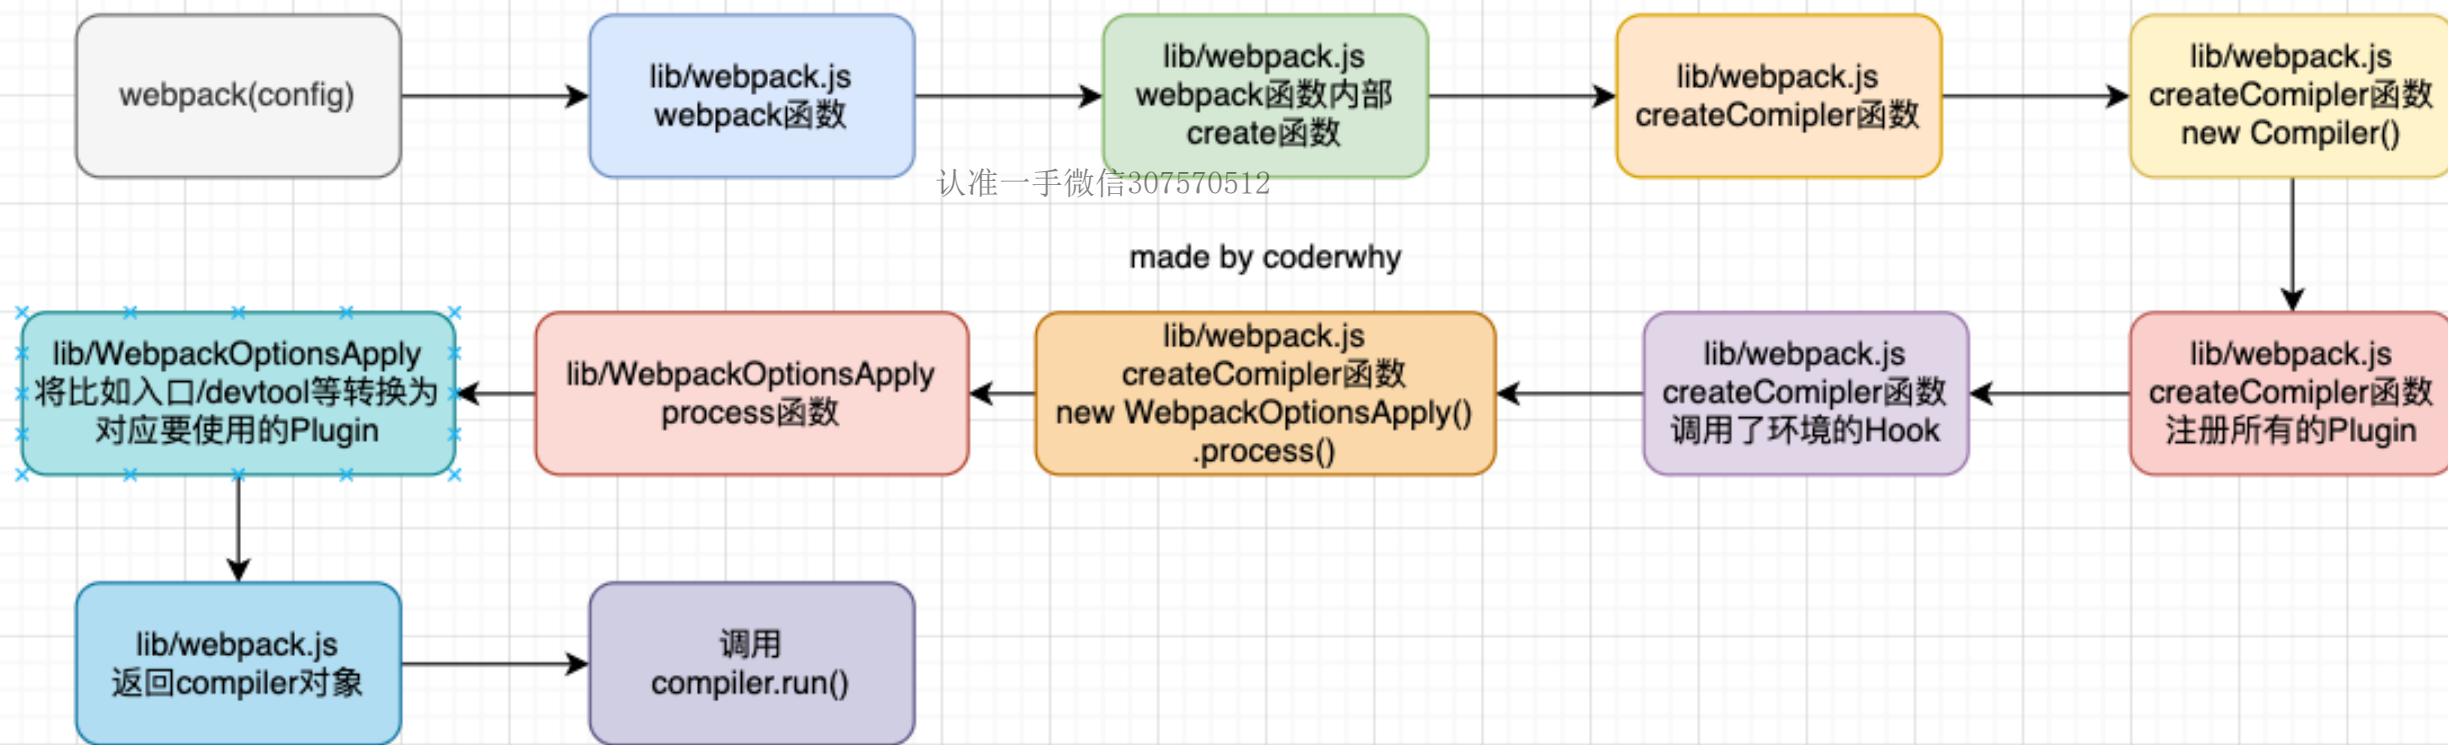 webpack(config)
lib/webpack.js
webpack函数
lib/webpack.js
webpack函数内部
create函数
lib/webpack.js
createComipler函数
lib/webpack.js
createComipler函数
new Compiler()
认准一手微信307570512
made by coderwhy
lib/webpack.js
createComipler函数
注册所有的Plugin
lib/webpack.js
createComipler函数
调用了环境的Hook
lib/webpack.js
createComipler函数
new WebpackOptionsApply()
.process()
lib/WebpackOptionsApply
process函数
lib/WebpackOptionsApply
将比如入口/devtool等转换为
对应要使用的Plugin
lib/webpack.js
返回compiler对象
调用
compiler.run()